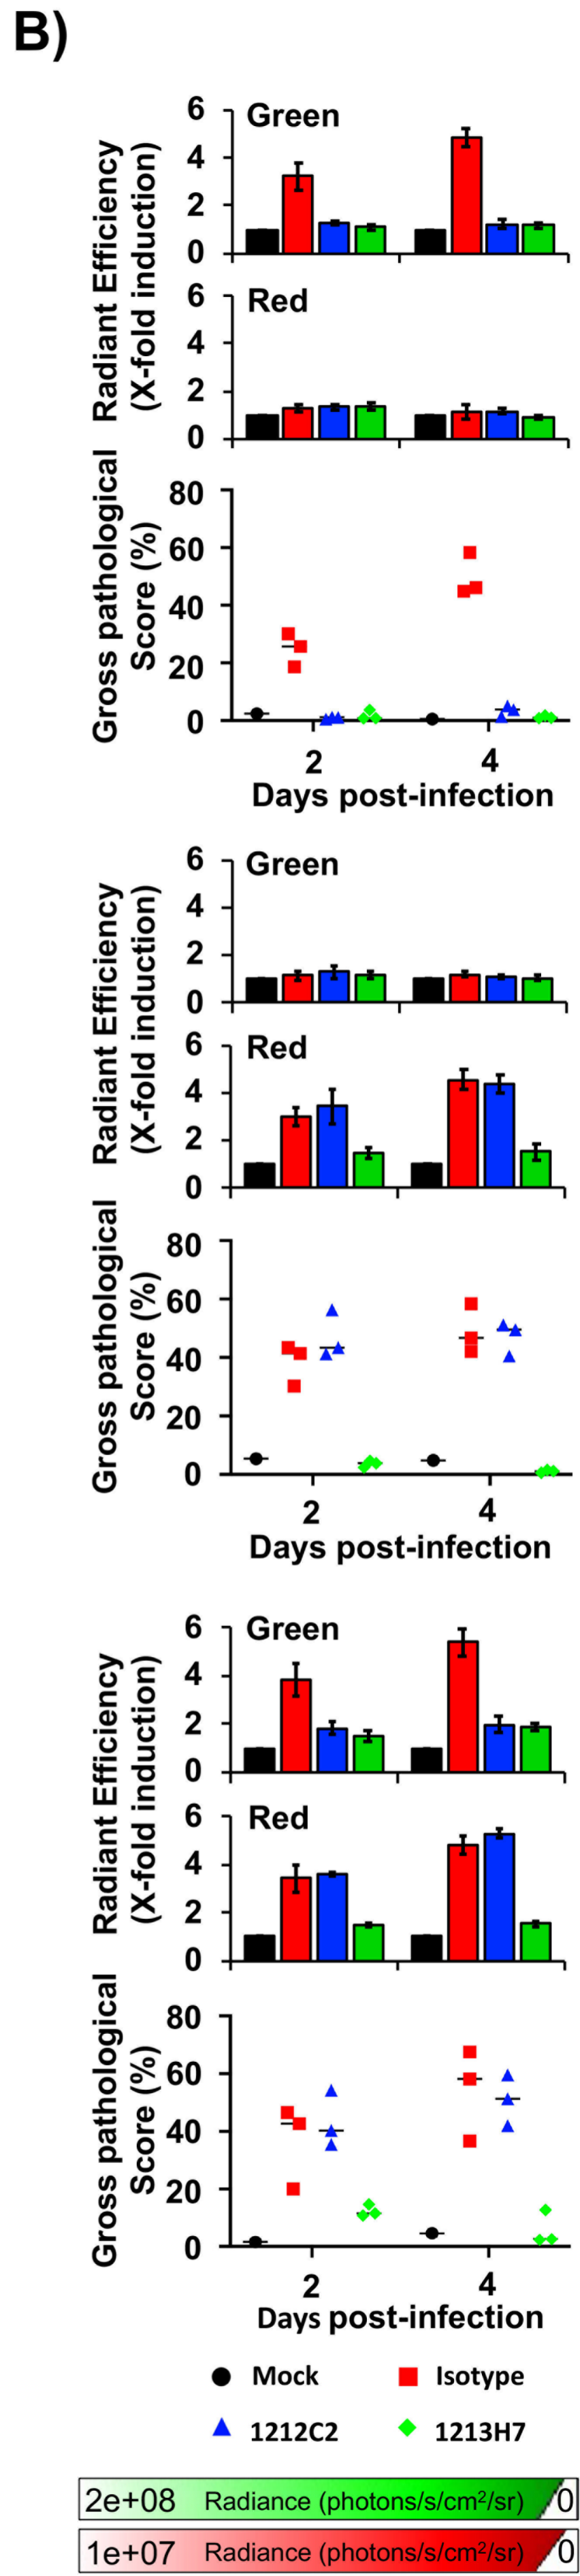 B)
Green
Radiant Efficiency
(X-fold induction)
6
4
2
0
Red
6
4
2
0
Gross pathological
Score (%)
80
60
40
20
0
2 4
Days post-infection
Green
Radiant Efficiency
(X-fold induction)
6
4
2
0
Red
6
4
2
0
Gross pathological
Score (%)
80
60
40
20
0
2 4
Days post-infection
Green
Radiant Efficiency
(X-fold induction)
6
4
2
0
Red
6
4
2
0
Gross pathological
Score (%)
80
60
40
20
0
2 4
Days post-infection
Mock Isotype
1212C2 1213H7
2e+08 Radiance (photons/s/cm²/sr) 0
1e+07 Radiance (photons/s/cm²/sr) 0